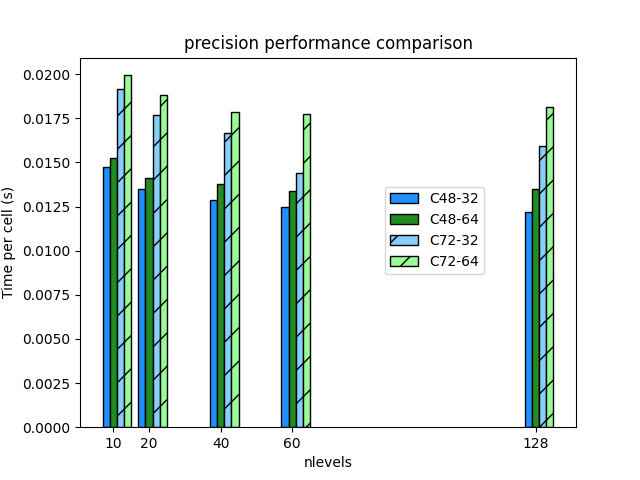 precision performance comparison
0.0200
0.0175
0.0150
0.0125
0.0100
0.0075
0.0050
0.0025
0.0000
Time per cell (s)
C48-32
C48-64
C72-32
C72-64
10 20 40 60 128
nlevels